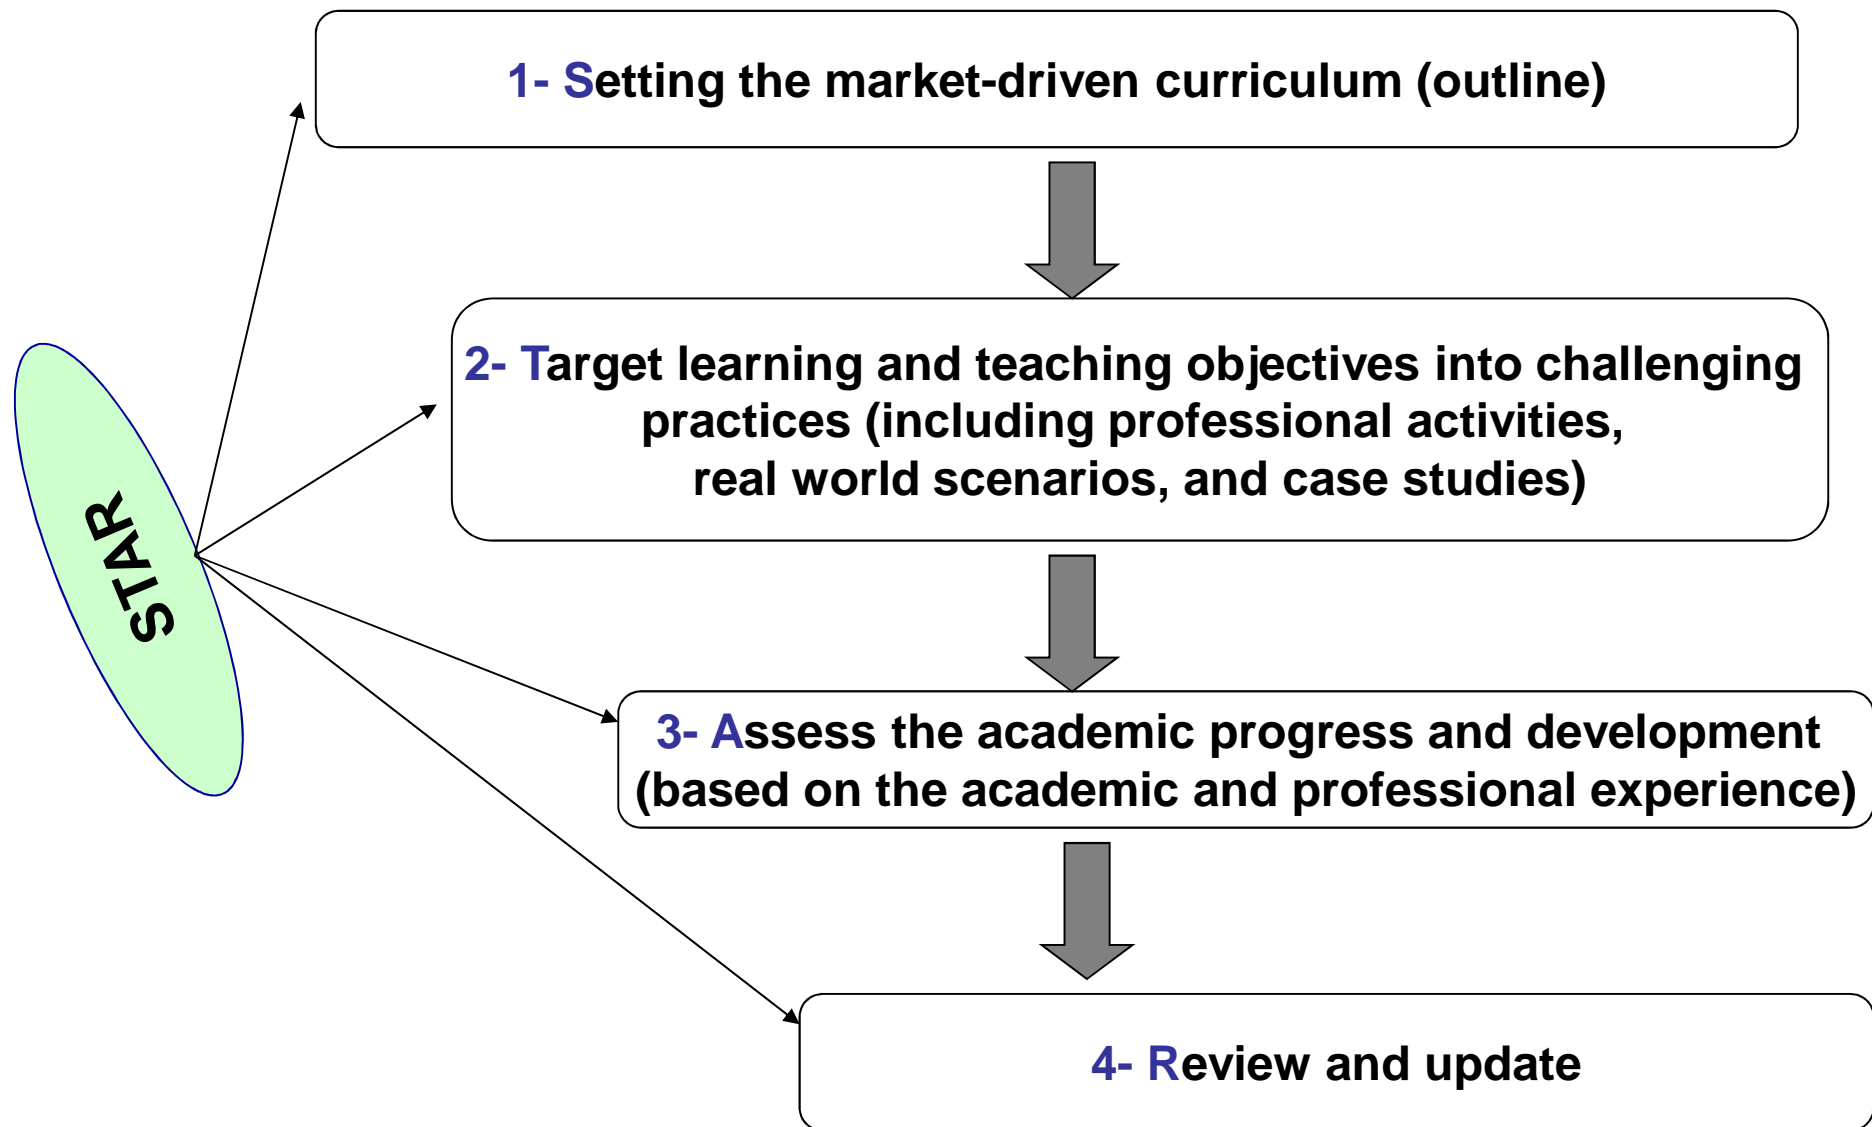 1- Setting the market-driven curriculum (outline)
2- Target learning and teaching objectives into challenging
practices (including professional activities,
real world scenarios, and case studies)
STAR
3- Assess the academic progress and development
(based on the academic and professional experience)
4- Review and update